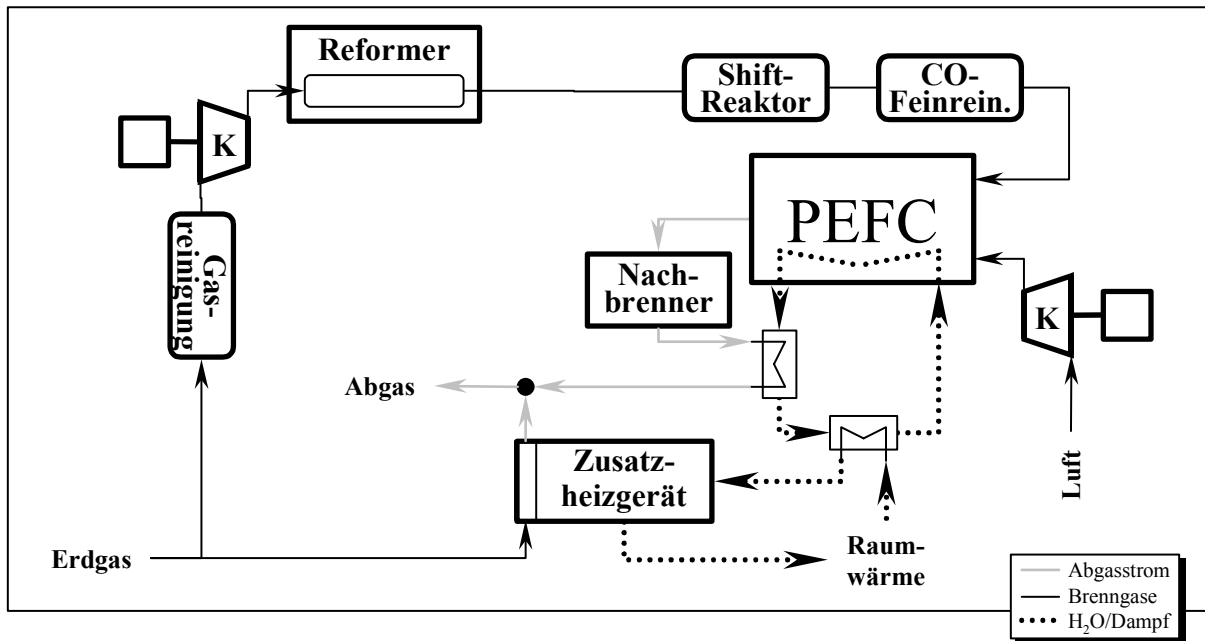 Reformer
Shift-
Reaktor
CO-
Feinrein.
K
PEFC
Gas-
reinigung
Nach-
brenner
K
Abgas
Zusatz-
heizgerät
Luft
Erdgas
Raum-
wärme
Abgasstrom
Brenngase
H₂O/Dampf